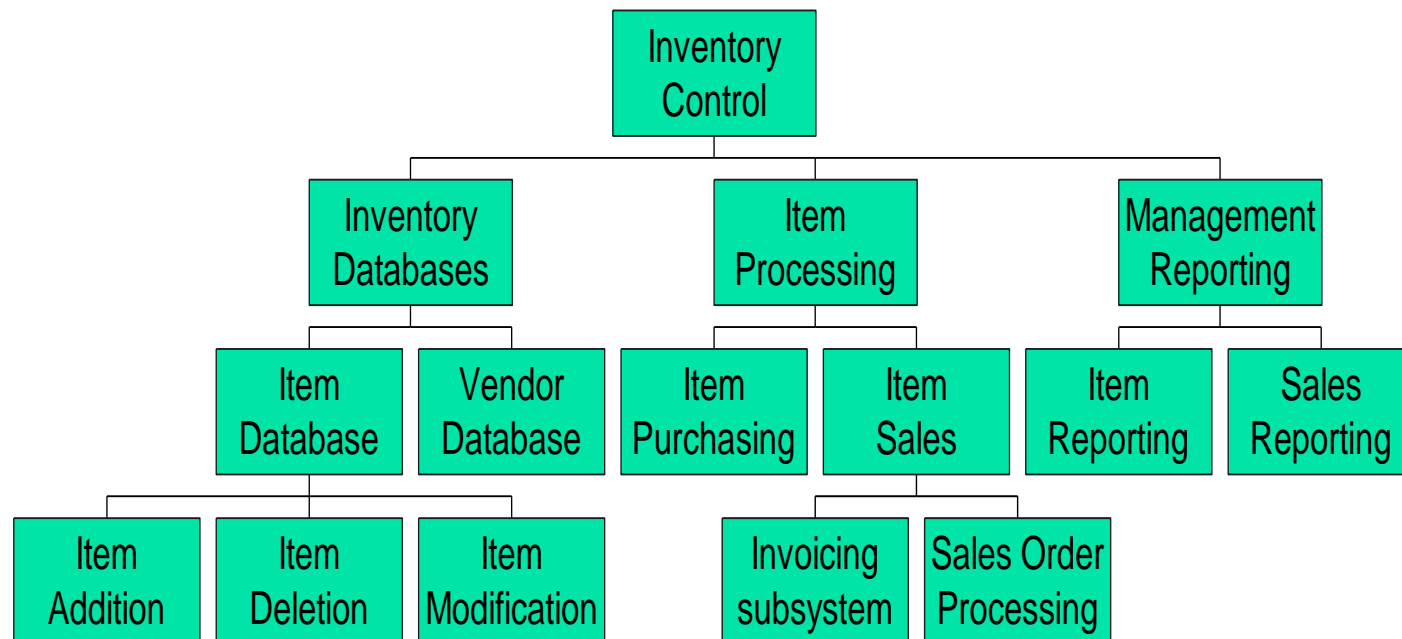 Inventory
Control
Inventory
Databases
Item
Processing
Management
Reporting
Item
Database
Vendor
Database
Item
Purchasing
Item
Sales
Item
Reporting
Sales
Reporting
Item
Addition
Item
Deletion
Item
Modification
Invoicing
subsystem
Sales Order
Processing